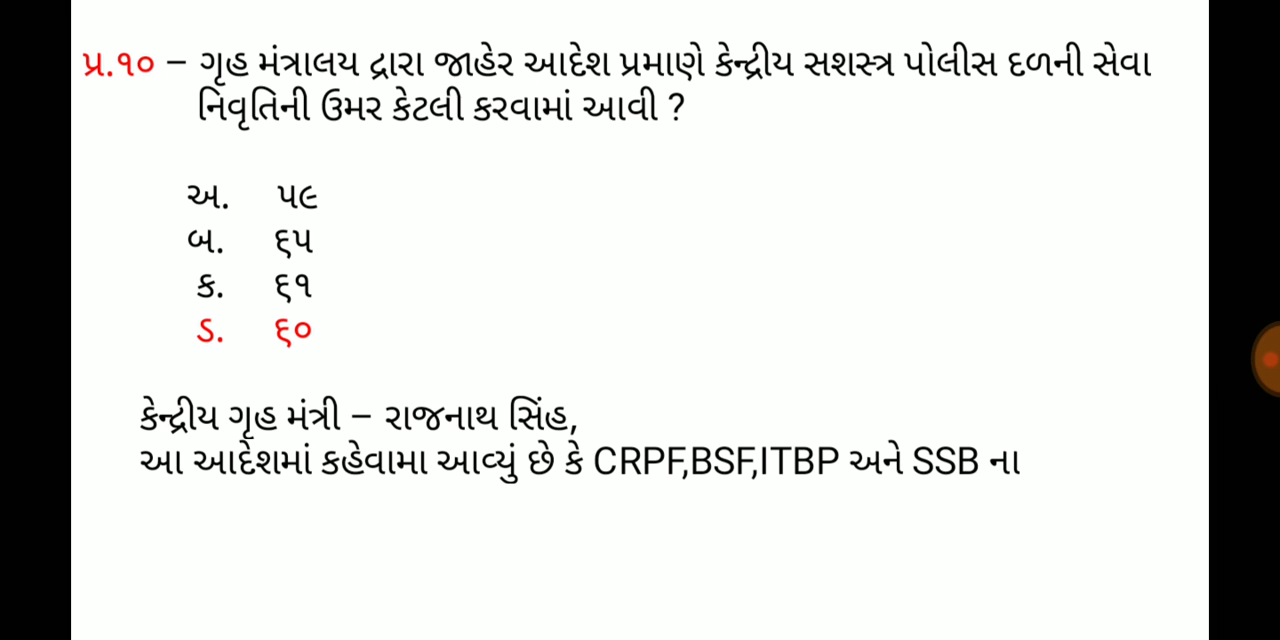 પ્ર.૧૦ – ગૃહ મંત્રાલય દ્રારા જાહેર આદેશ પ્રમાણે કેન્દ્રીય સશસ્ત્ર પોલીસ દળની સેવા
નિવૃતિની ઉમર કેટલી કરવામાં આવી ?
અ. ૫૯
બ. ૬૫
ક. ૬૧
ડ. ૬૦
કેન્દ્રીય ગૃહ મંત્રી – રાજનાથ સિંહ,
આ આદેશમાં કહેવામા આવ્યું છે કે CRPF,BSF,ITBP અને SSB ના